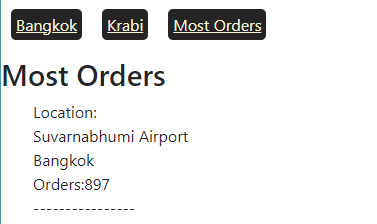 Bangkok Krabi Most Orders
Most Orders
Location:
Suvarnabhumi Airport
Bangkok
Orders:897
----------------